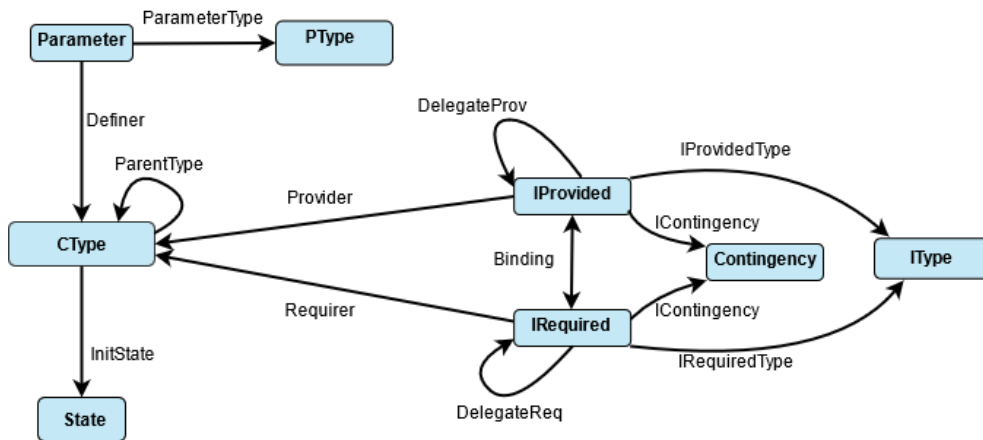 ParameterType
Parameter
PType
DelegateProv
Definer
IProvidedType
ParentType
Provider
IProvided
IContingency
CType
Binding
Contingency
IType
Requirer
IContingency
IRequired
InitState
IRequiredType
DelegateReq
State